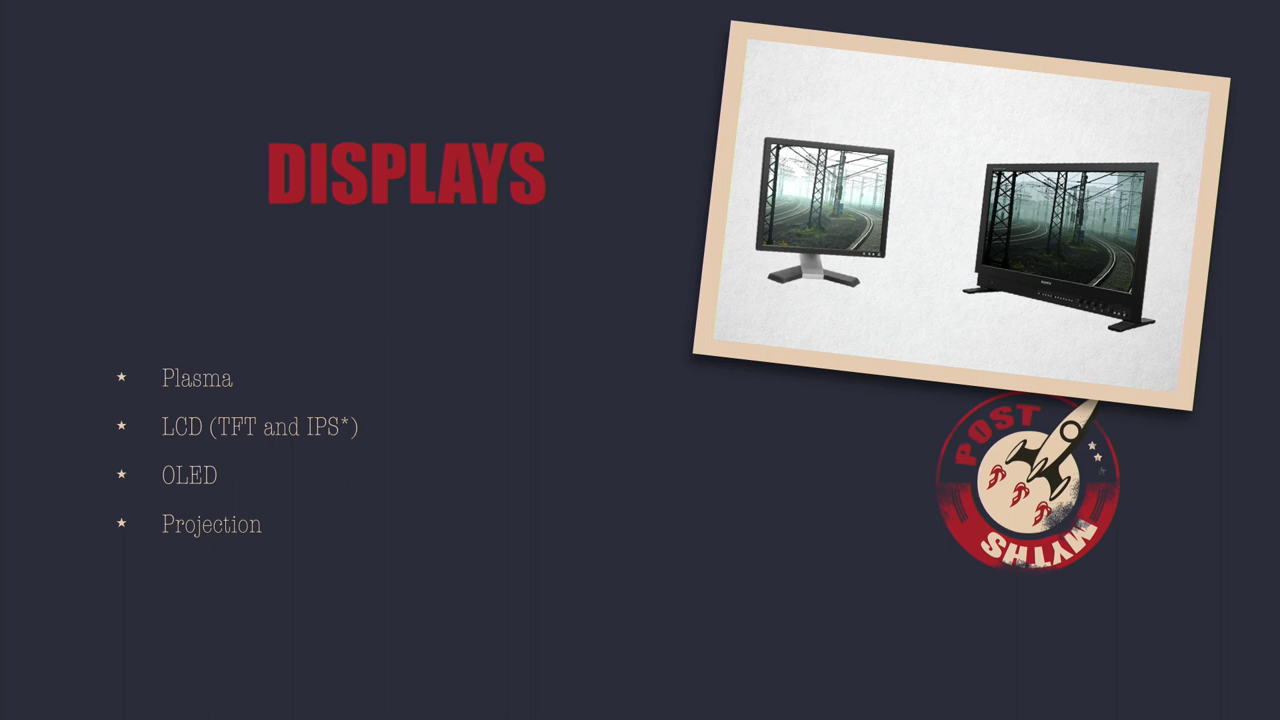 DISPLAYS
Plasma
LCD (TFT and IPS*)
OLED
Projection
POST
MYTHS